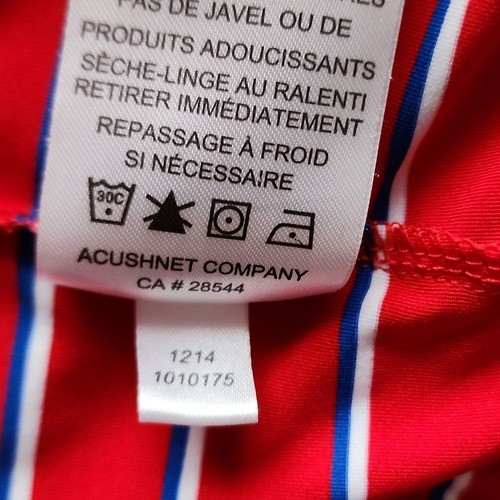 PAS DE JAVEL OU DE
PRODUITS ADOUCISSANTS
SÈCHE-LINGE AU RALENTI
RETIRER IMMÉDIATEMENT
REPASSAGE À FROID
SI NÉCESSAIRE
30C
ACUSHNET COMPANY
CA # 28544
1214
1010175